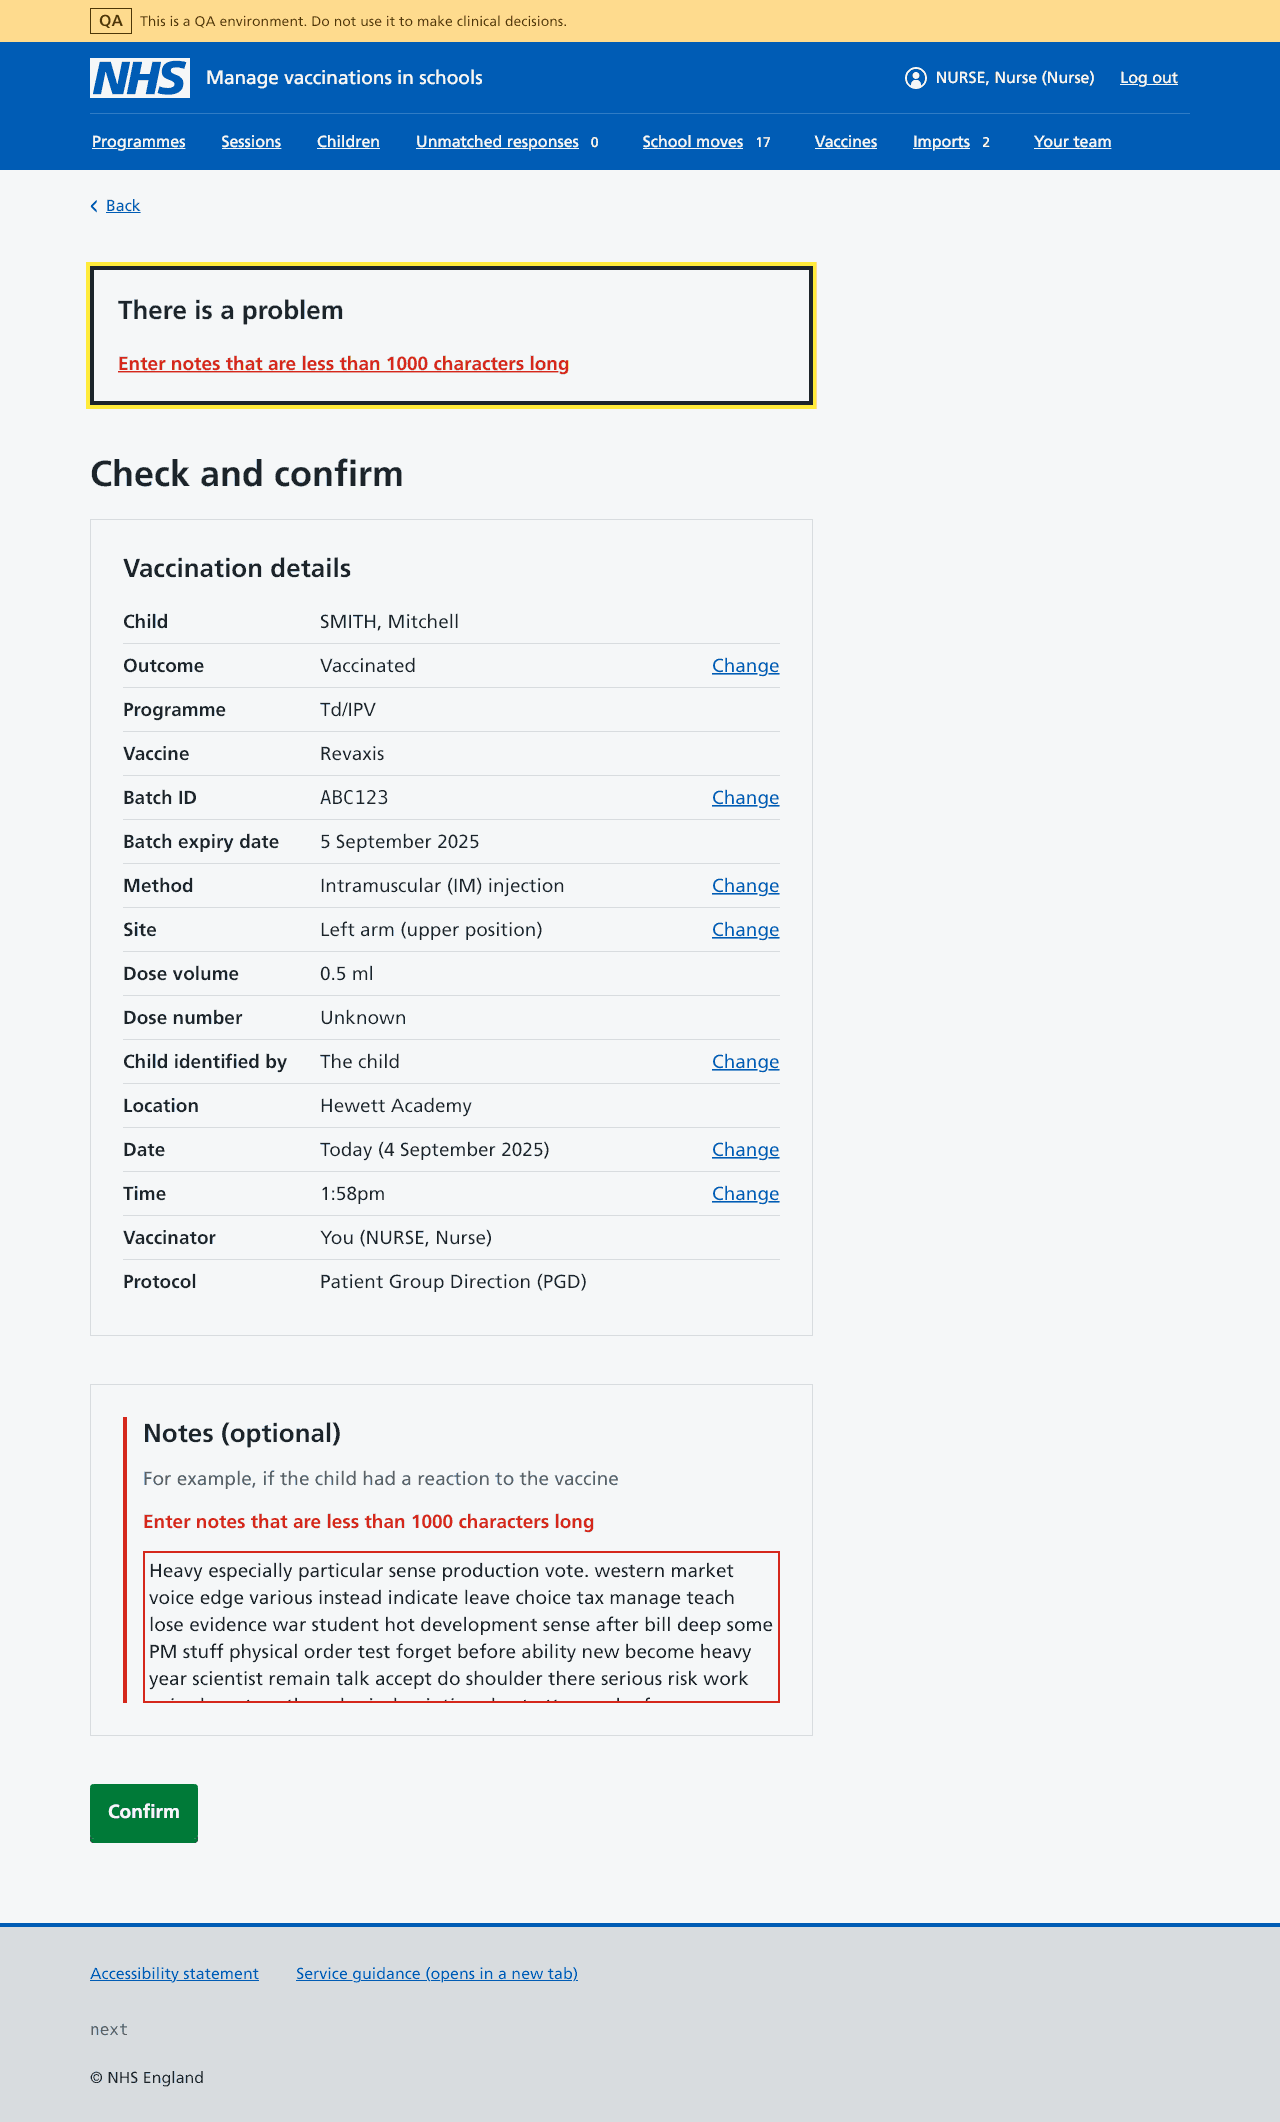 QA This is a QA environment. Do not use it to make clinical decisions.
NHS Manage vaccinations in schools NURSE, Nurse (Nurse) Log out
Programmes Sessions Children Unmatched responses 0 School moves 17 Vaccines Imports 2 Your team
Back
There is a problem
Enter notes that are less than 1000 characters long
Check and confirm
Vaccination details
Child SMITH, Mitchell
Outcome Vaccinated Change
Programme Td/IPV
Vaccine Revaxis
Batch ID ABC123 Change
Batch expiry date 5 September 2025
Method Intramuscular (IM) injection Change
Site Left arm (upper position) Change
Dose volume 0.5 ml
Dose number Unknown
Child identified by The child Change
Location Hewett Academy
Date Today (4 September 2025) Change
Time 1:58pm Change
Vaccinator You (NURSE, Nurse)
Protocol Patient Group Direction (PGD)
Notes (optional)
For example, if the child had a reaction to the vaccine
Enter notes that are less than 1000 characters long
Heavy especially particular sense production vote. western market
voice edge various instead indicate leave choice tax manage teach
lose evidence war student hot development sense after bill deep some
PM stuff physical order test forget before ability new become heavy
year scientist remain talk accept do shoulder there serious risk work
Confirm
Accessibility statement Service guidance (opens in a new tab)
next
© NHS England